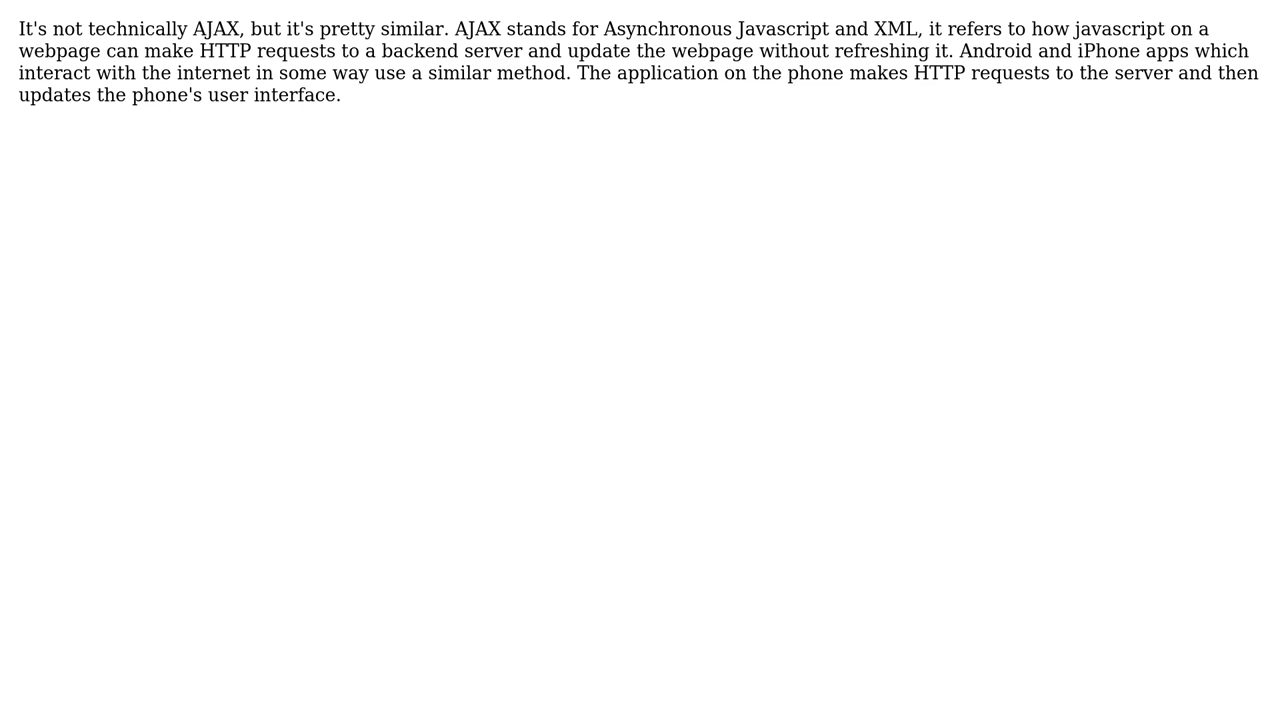 It's not technically AJAX, but it's pretty similar. AJAX stands for Asynchronous Javascript and XML, it refers to how javascript on a
webpage can make HTTP requests to a backend server and update the webpage without refreshing it. Android and iPhone apps which
interact with the internet in some way use a similar method. The application on the phone makes HTTP requests to the server and then
updates the phone's user interface.